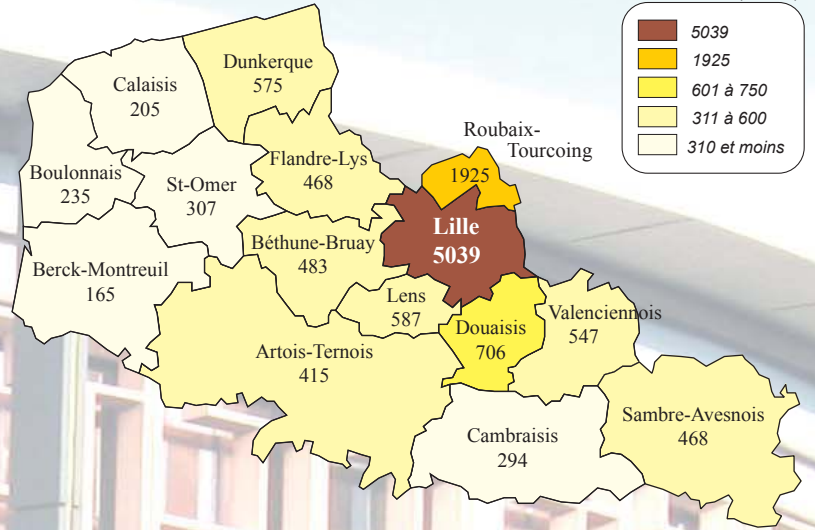 5039
1925
601 à 750
311 à 600
310 et moins
Dunkerque
575
Calaisis
205
Roubaix-
Tourcoing
1925
Flandre-Lys
468
Boulonnais
235
St-Omer
307
Lille
5039
Béthune-Bruay
483
Berck-Montreuil
165
Lens
587
Valenciennois
547
Douaisis
706
Artois-Ternois
415
Sambre-Avesnois
468
Cambraisis
294